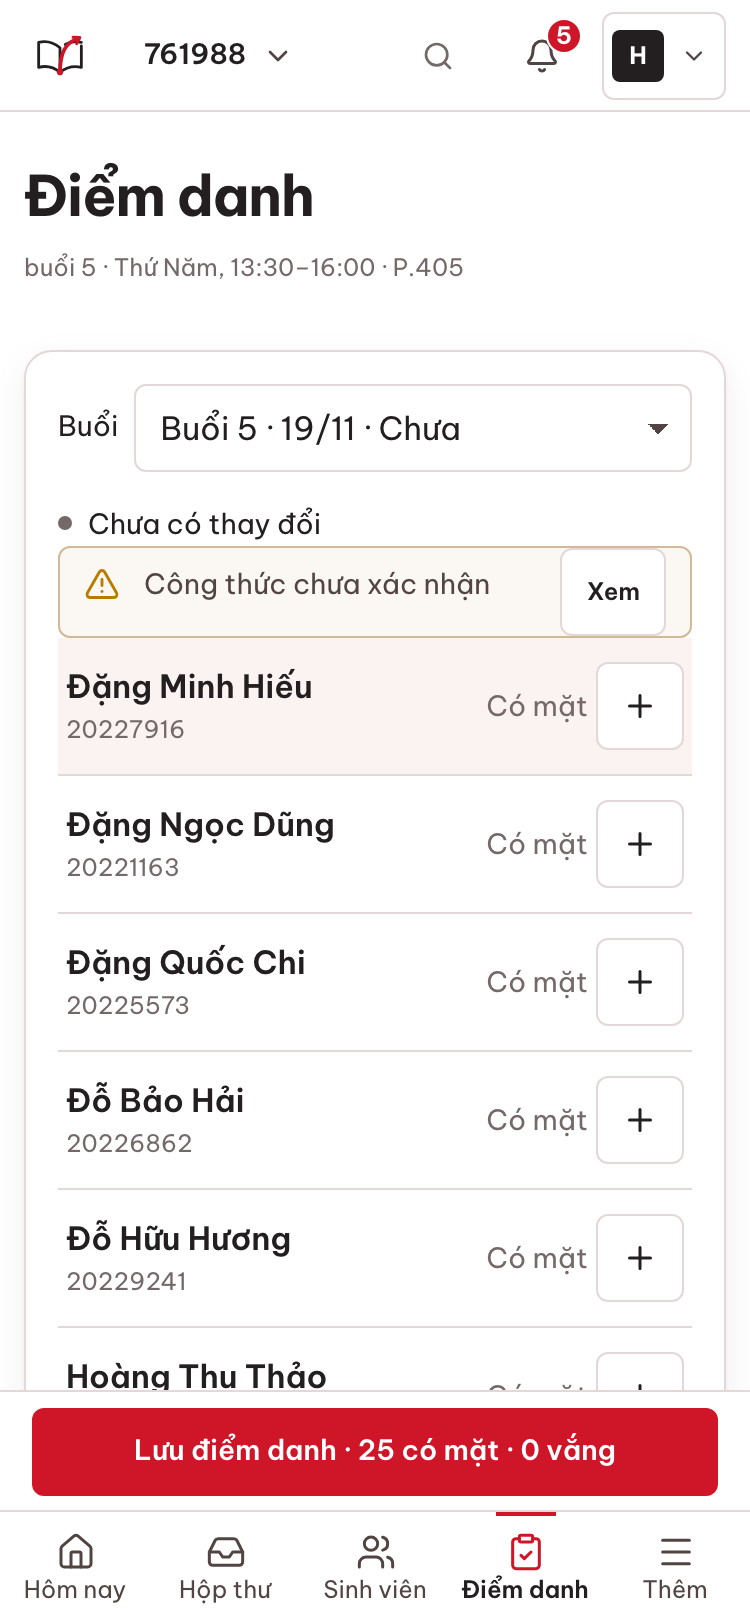 761988
5
H
Điểm danh
buổi 5 · Thứ Năm, 13:30–16:00 · P.405
Buổi
Buổi 5 · 19/11 · Chưa
Chưa có thay đổi
Công thức chưa xác nhận
Xem
Đặng Minh Hiếu
20227916
Có mặt
Đặng Ngọc Dũng
20221163
Có mặt
Đặng Quốc Chi
20225573
Có mặt
Đỗ Bảo Hải
20226862
Có mặt
Đỗ Hữu Hương
20229241
Có mặt
Hoàng Thu Thảo
Lưu điểm danh · 25 có mặt · 0 vắng
Hôm nay
Hộp thư
Sinh viên
Điểm danh
Thêm